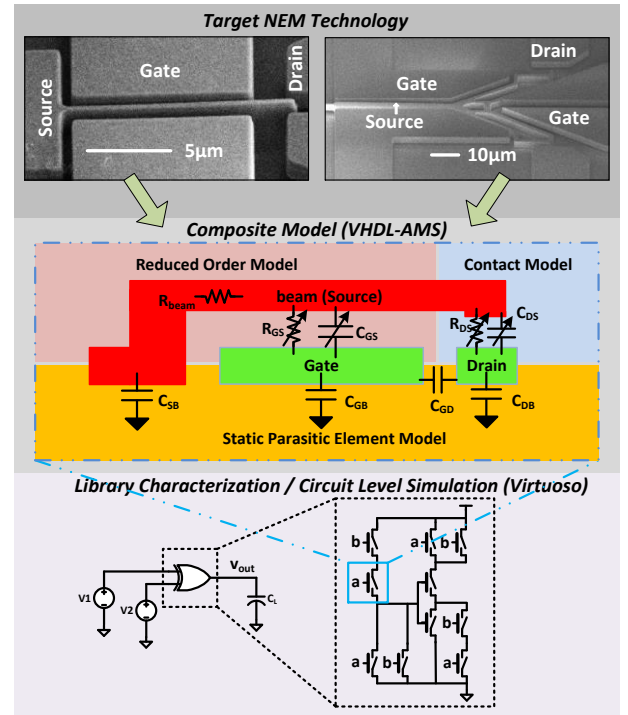 Target NEM Technology
Source
Gate
Drain
5µm
Gate
Source
Drain
Gate
10µm
Composite Model (VHDL-AMS)
Reduced Order Model
Contact Model
Rbeam
beam (Source)
RGS
CGS
RDS
CDS
Gate
Drain
CSB
CGB
CGD
CDB
Static Parasitic Element Model
Library Characterization / Circuit Level Simulation (Virtuoso)
V1
V2
vout
CL
b
a
b
a
a
b
b
a